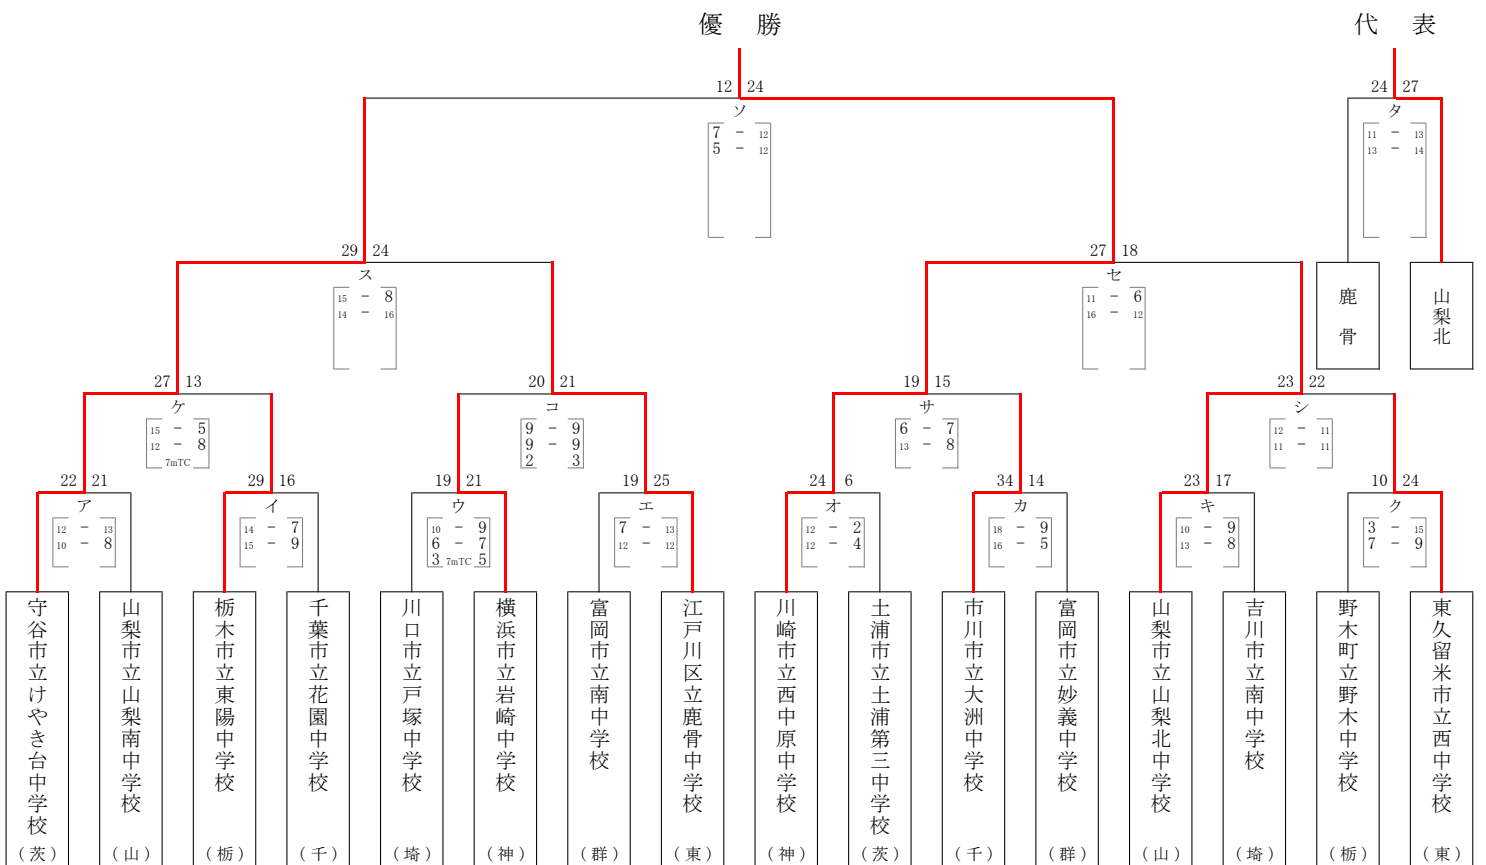 優 勝
代 表
12 24
24 27
ソ
タ
7 - 12
5 - 12
11 - 13
13 - 14
29 24
27 18
ス
セ
15 - 8
14 - 16
11 - 6
16 - 12
鹿骨
山梨北
27 13
20 21
19 15
23 22
ケ
コ
サ
シ
15 - 5
12 - 8
7mTC
9 - 9
9 - 9
2 3
6 - 7
13 - 8
12 - 11
11 - 11
22 21
29 16
19 21
19 25
24 6
34 14
23 17
10 24
ア
イ
ウ
エ
オ
カ
キ
ク
12 - 13
10 - 8
14 - 7
15 - 9
10 - 9
6 - 7
3 7mTC 5
7 - 13
12 - 12
12 - 2
12 - 4
18 - 9
16 - 5
10 - 9
13 - 8
3 - 15
7 - 9
守谷市立けやき台中学校
(茨)
山梨市立山梨南中学校
(山)
栃木市立東陽中学校
(栃)
千葉市立花園中学校
(千)
川口市立戸塚中学校
(埼)
横浜市立岩崎中学校
(神)
富岡市立南中学校
(群)
江戸川区立鹿骨中学校
(東)
川崎市立西中原中学校
(神)
土浦市立土浦第三中学校
(茨)
市川市立大洲中学校
(千)
富岡市立妙義中学校
(群)
山梨市立山梨北中学校
(山)
吉川市立南中学校
(埼)
野木町立野木中学校
(栃)
東久留米市立西中学校
(東)